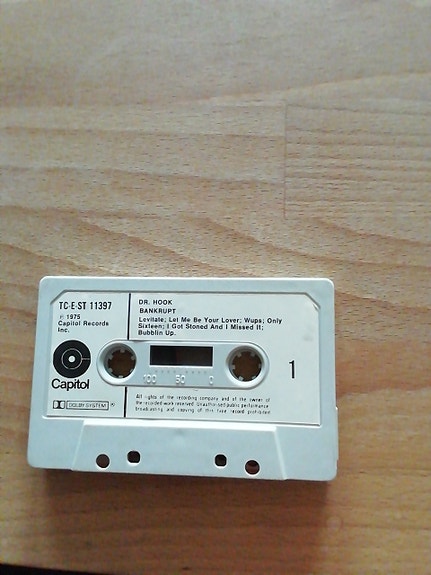 TC-E-ST 11397
℗ 1975
Capitol Records
Inc.
Capitol
DOLBY SYSTEM ®
DR. HOOK
BANKRUPT
Levitate; Let Me Be Your Lover; Wups; Only
Sixteen; I Got Stoned And I Missed It;
Bubblin Up.
100 50 0
1
All rights of the recording company and of the owner of
the recorded work reserved. Unauthorised public performance
broadcasting and copying of this tape record prohibited